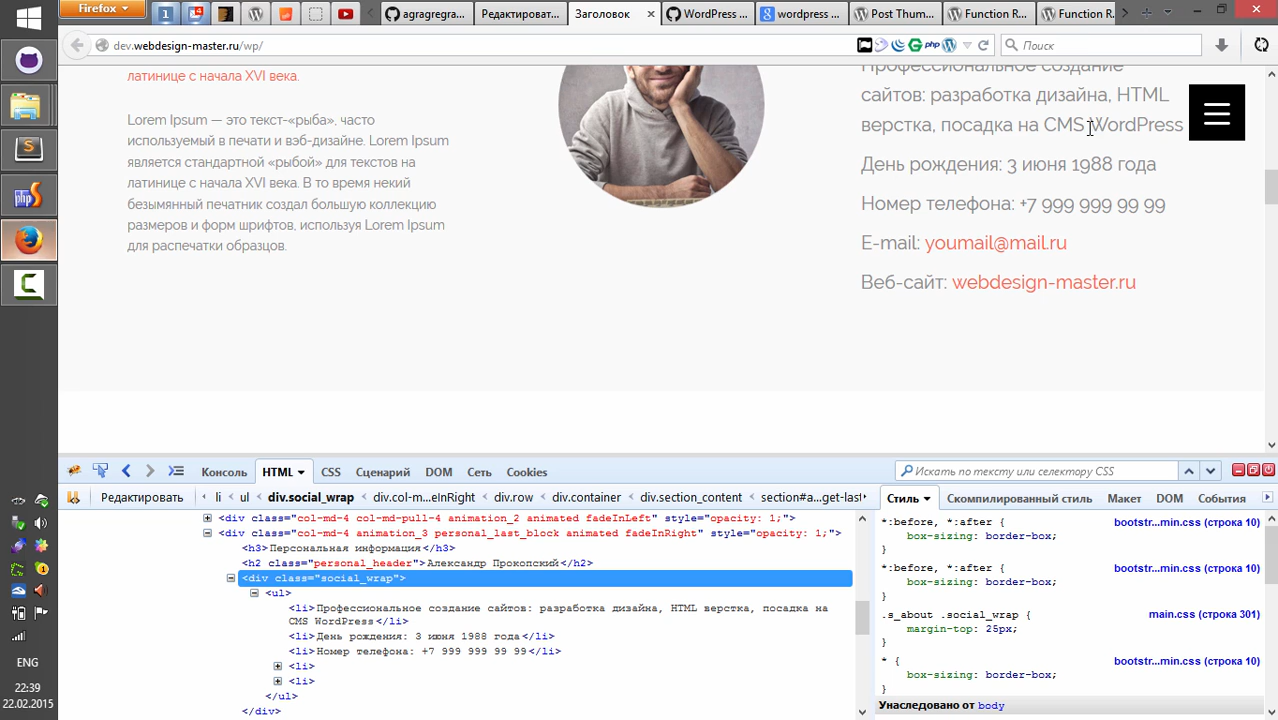 Firefox
agragregra...
Редактироват...
Заголовок
WordPress ...
wordpress ...
Post Thum...
Function R...
Function R.
dev.webdesign-master.ru/wp/
php
Поиск
латинице с начала XVI века.
Lorem Ipsum — это текст-«рыба», часто
используемый в печати и вэб-дизайне. Lorem Ipsum
является стандартной «рыбой» для текстов на
латинице с начала XVI века. В то время некий
безымянный печатник создал большую коллекцию
размеров и форм шрифтов, используя Lorem Ipsum
для распечатки образцов.
Профессиональное создание
сайтов: разработка дизайна, HTML
верстка, посадка на CMS WordPress
День рождения: 3 июня 1988 года
Номер телефона: +7 999 999 99 99
E-mail: youmail@mail.ru
Веб-сайт: webdesign-master.ru
Консоль
HTML
CSS
Сценарий
DOM
Сеть
Cookies
Искать по тексту или селектору CSS
Редактировать
li
ul
div.social_wrap
div.col-m...eInRight
div.row
div.container
div.section_content
section#a...get-last
Стиль
Скомпилированный стиль
Макет
DOM
События
<div class="col-md-4 col-md-pull-4 animation_2 animated fadeInLeft" style="opacity: 1;">
<div class="col-md-4 animation_3 personal_last_block animated fadeInRight" style="opacity: 1;">
<h3>Персональная информация</h3>
<h2 class="personal_header">Александр Прокопский</h2>
<div class="social_wrap">
<ul>
<li>Профессиональное создание сайтов: разработка дизайна, HTML верстка, посадка на
CMS WordPress</li>
<li>День рождения: 3 июня 1988 года</li>
<li>Номер телефона: +7 999 999 99 99</li>
<li>
<li>
</ul>
</div>
*:before, *:after {
bootstr...min.css (строка 10)
box-sizing: border-box;
}
*:before, *:after {
bootstr...min.css (строка 10)
box-sizing: border-box;
}
.s_about .social_wrap {
main.css (строка 301)
margin-top: 25px;
}
* {
bootstr...min.css (строка 10)
box-sizing: border-box;
}
Унаследовано от body
ENG
22:39
22.02.2015